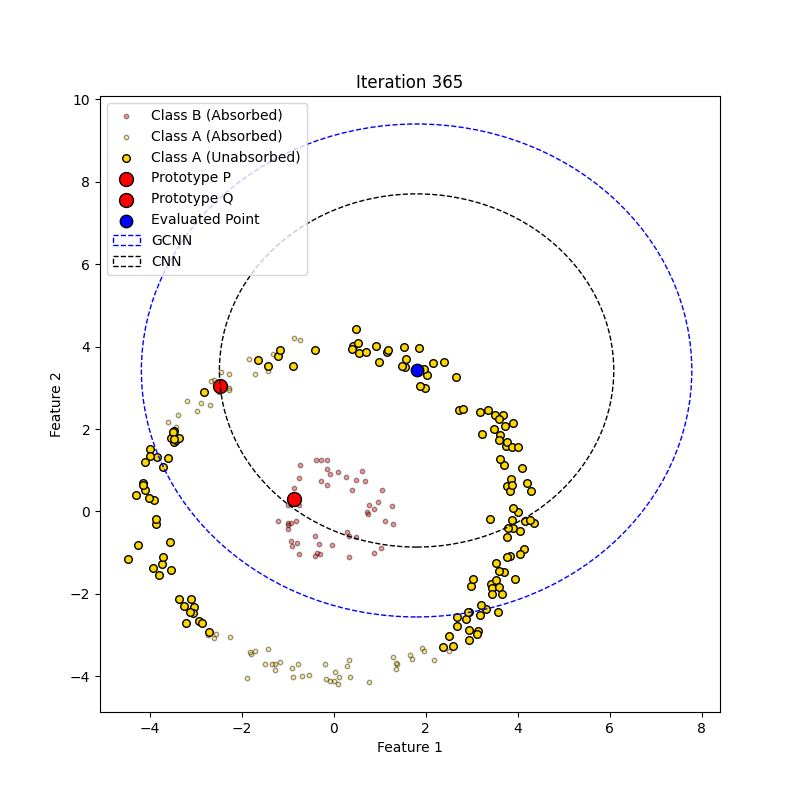 Iteration 365
Class B (Absorbed)
Class A (Absorbed)
Class A (Unabsorbed)
Prototype P
Prototype Q
Evaluated Point
GCNN
CNN
10
8
6
4
2
0
−2
−4
Feature 2
−4 −2 0 2 4 6 8
Feature 1